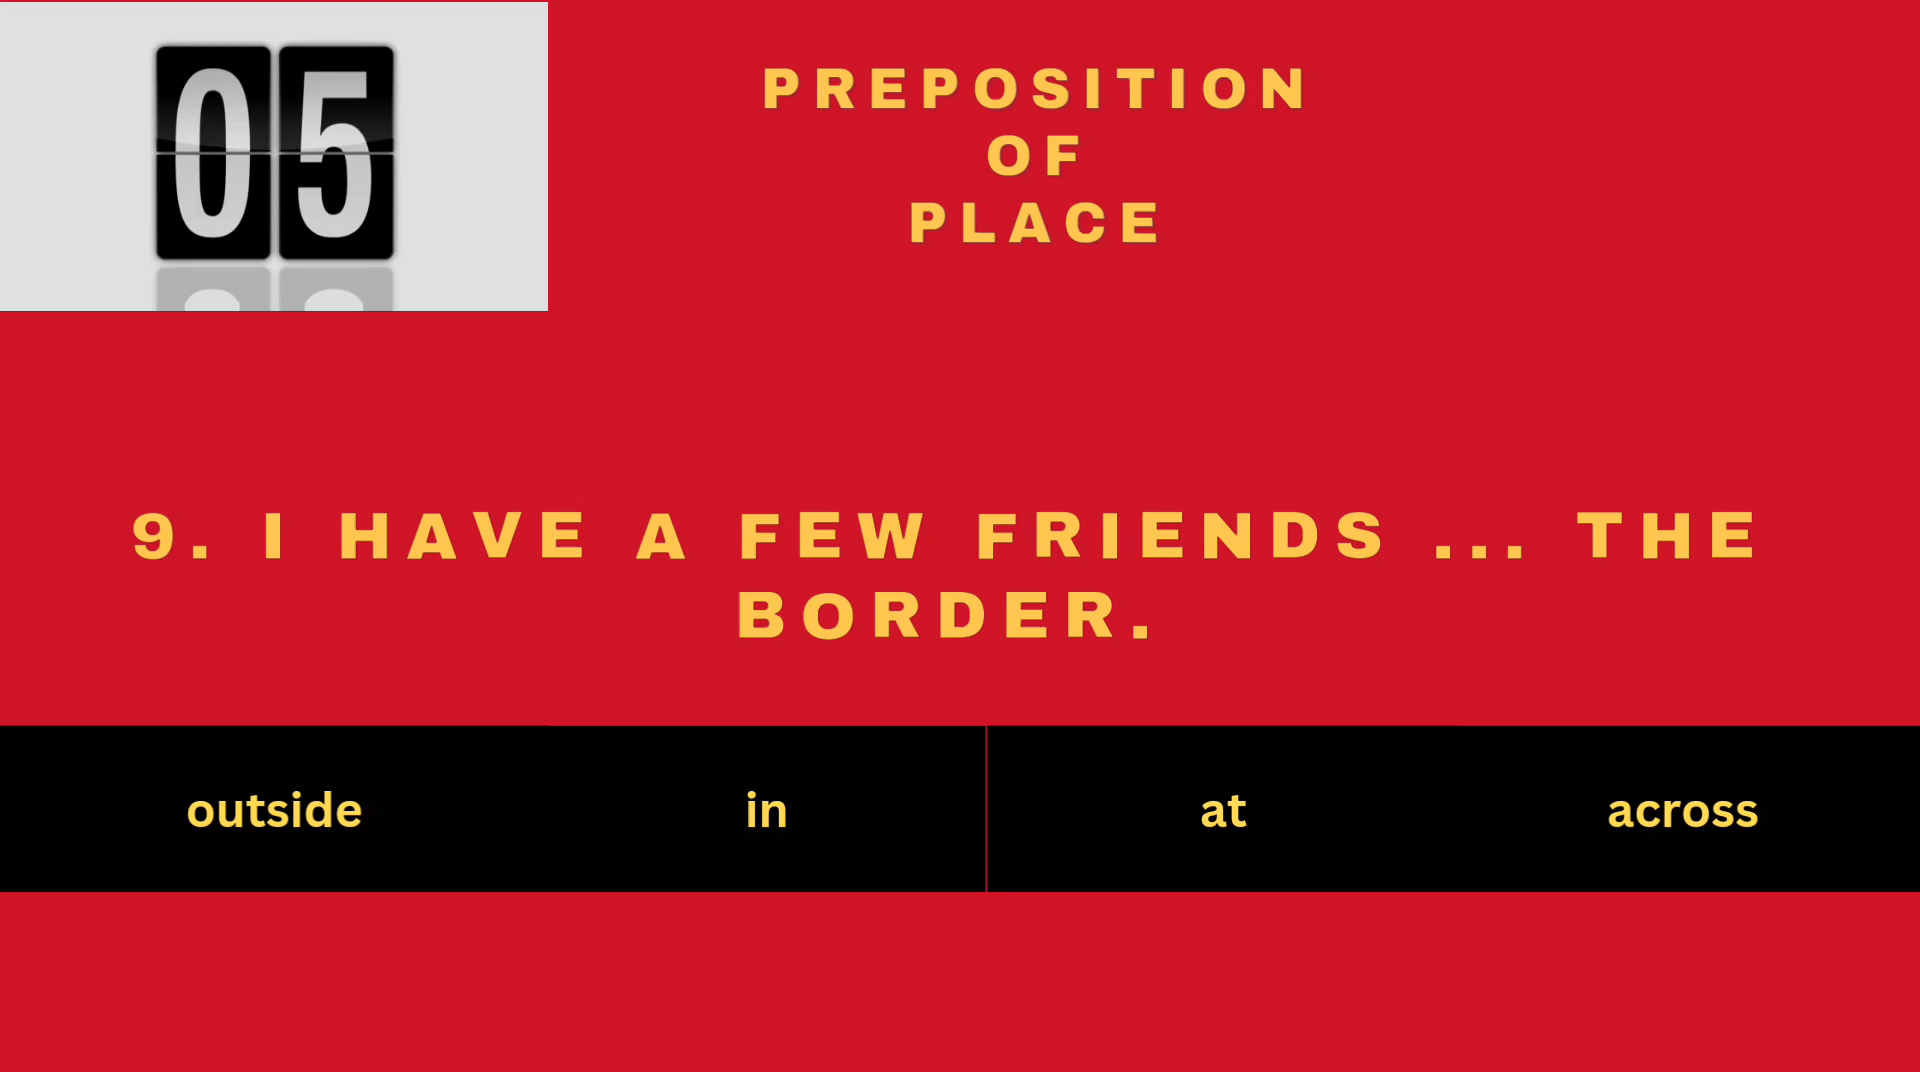 05
PREPOSITION
OF
PLACE
9. I HAVE A FEW FRIENDS ... THE
BORDER.
outside in at across